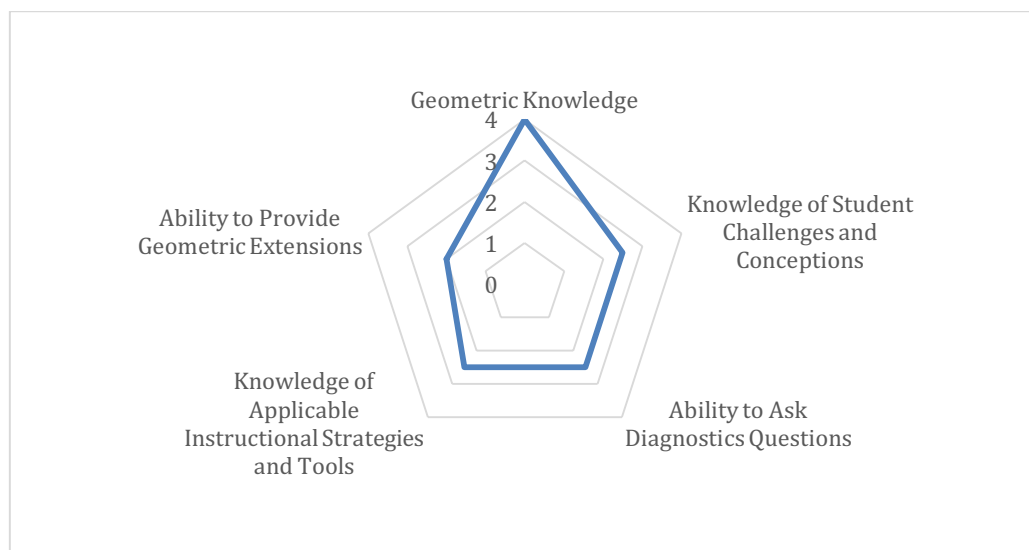 Geometric Knowledge
4
3
2
1
0
Knowledge of Student
Challenges and
Conceptions
Ability to Ask
Diagnostics Questions
Knowledge of
Applicable
Instructional Strategies
and Tools
Ability to Provide
Geometric Extensions